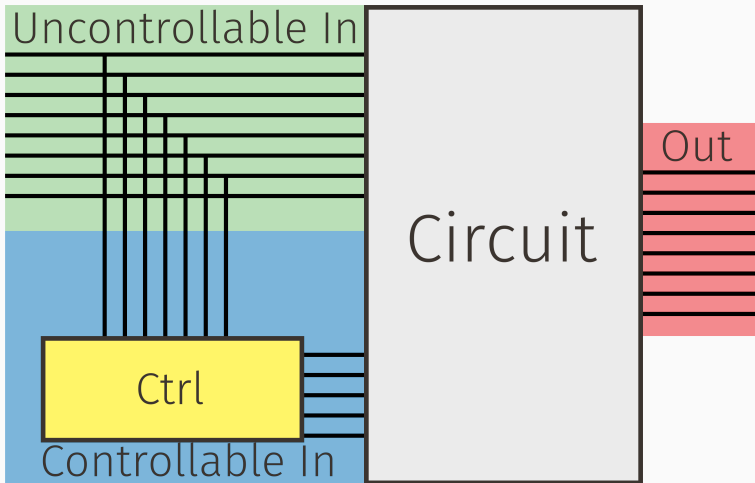 Uncontrollable In
Out
Circuit
Ctrl
Controllable In